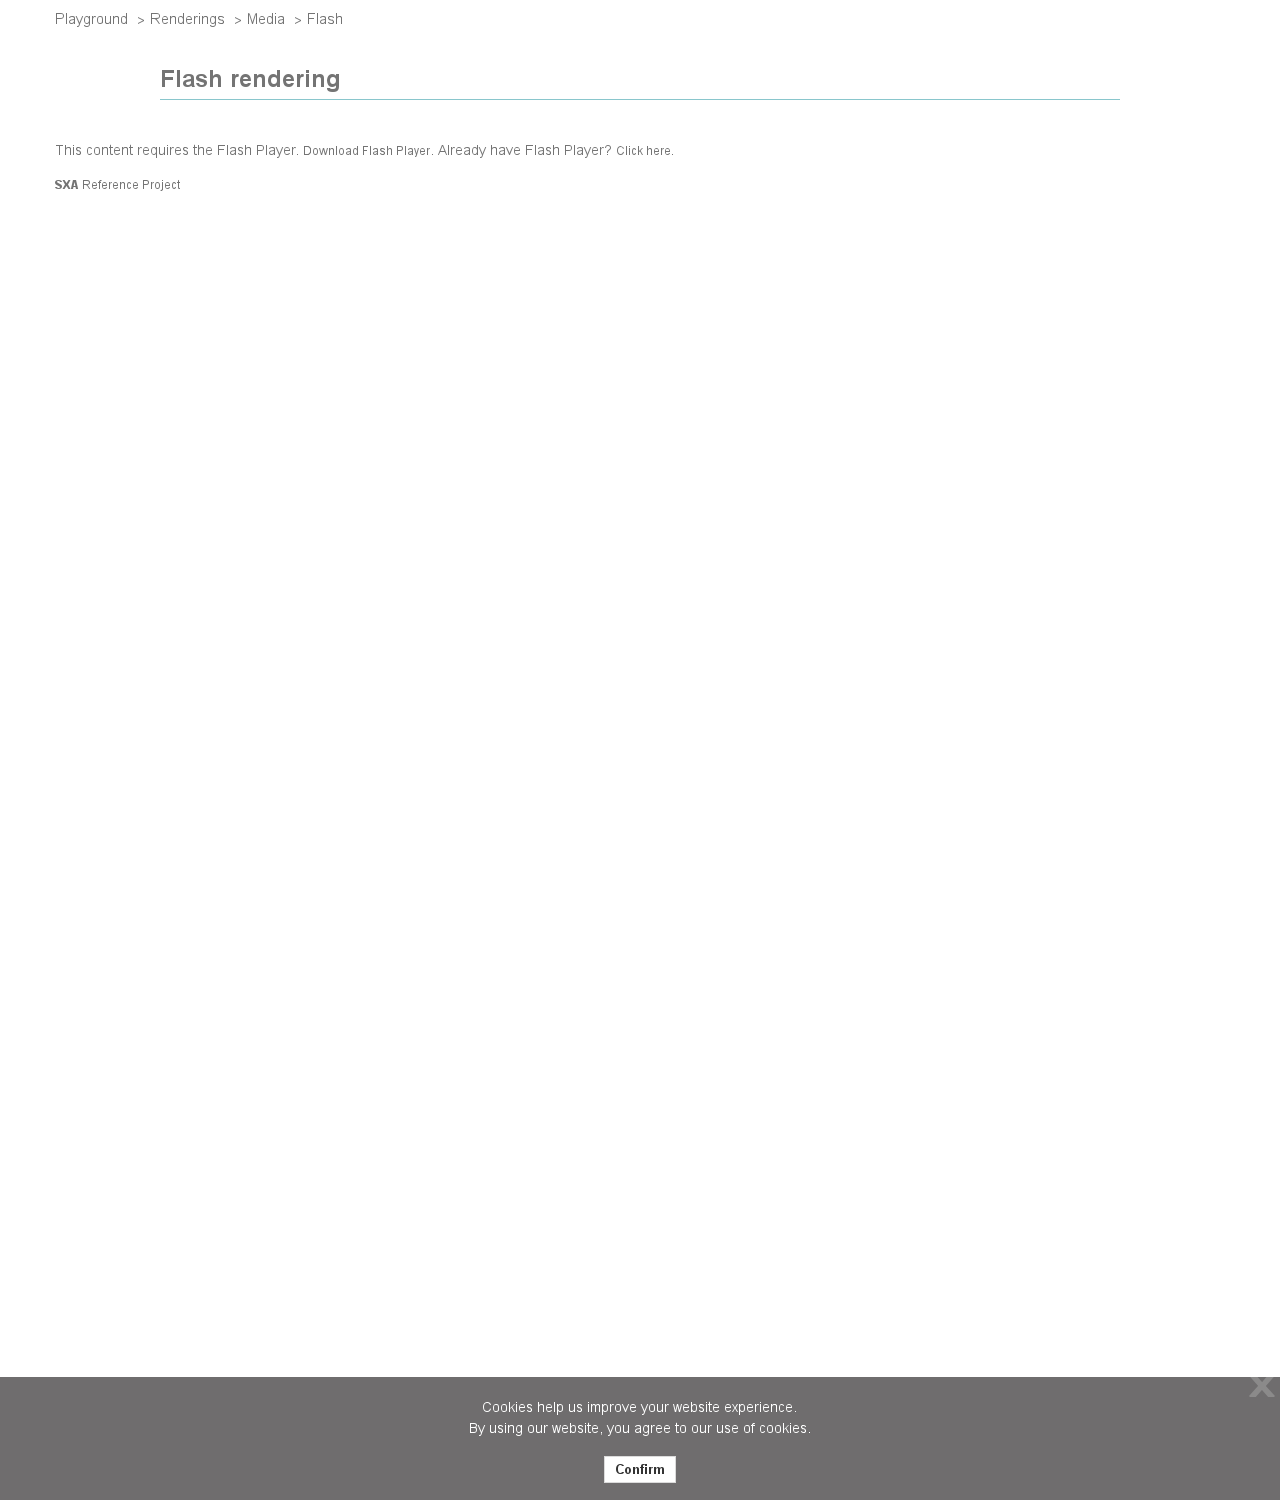 Playground > Renderings > Media > Flash
Flash rendering
This content requires the Flash Player. Download Flash Player. Already have Flash Player? Click here.
SXA Reference Project
X
Cookies help us improve your website experience.
By using our website, you agree to our use of cookies.
Confirm